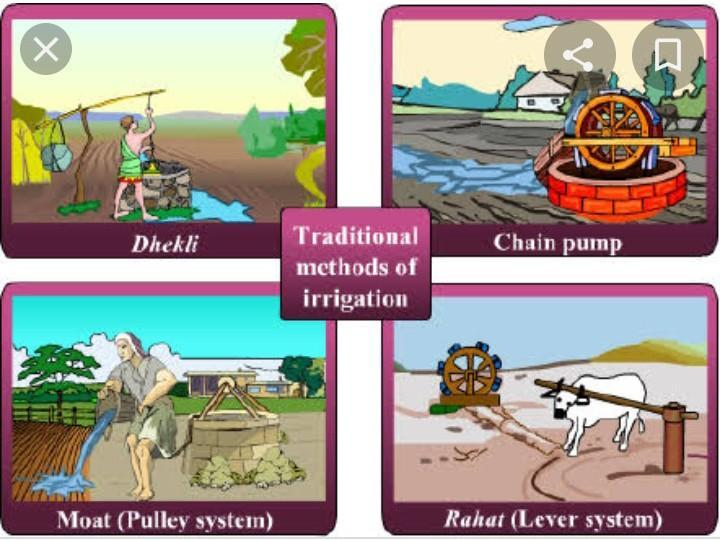 Dhekli
Chain pump
Traditional
methods of
irrigation
Moat (Pulley system)
Rahat (Lever system)